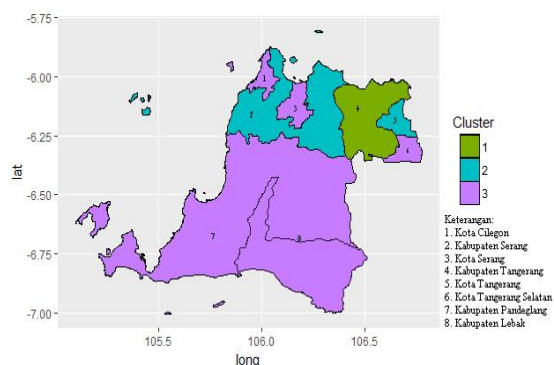 -5.75
-6.00
-6.25
-6.50
-6.75
-7.00
lat
105.5
106.0
106.5
long
1
2
3
4
5
6
7
8
Cluster
1
2
3
Keterangan:
1. Kota Cilegon
2. Kabupaten Serang
3. Kota Serang
4. Kabupaten Tangerang
5. Kota Tangerang
6. Kota Tangerang Selatan
7. Kabupaten Pandeglang
8. Kabupaten Lebak